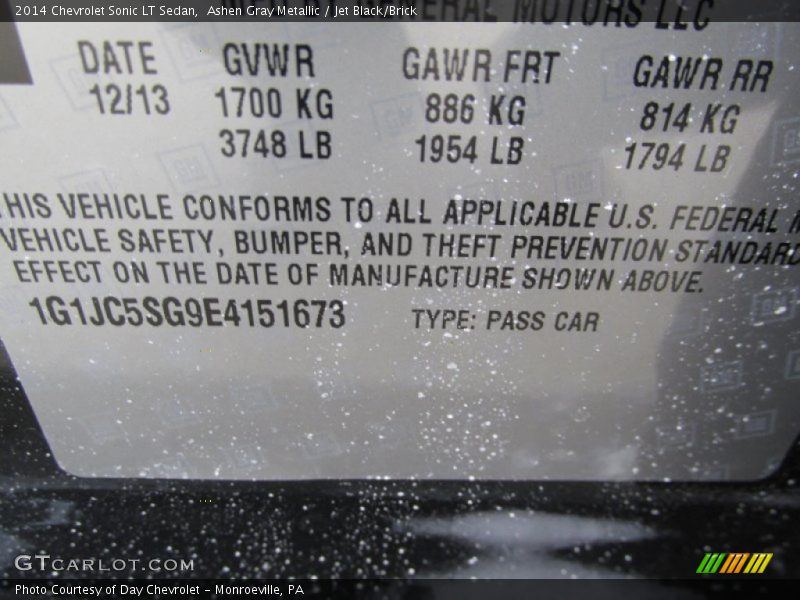 2014 Chevrolet Sonic LT Sedan,  Ashen Gray Metallic / Jet Black/Brick
GENERAL MOTORS LLC
DATE GVWR GAWR FRT GAWR RR
12/13 1700 KG 886 KG 814 KG
3748 LB 1954 LB 1794 LB
THIS VEHICLE CONFORMS TO ALL APPLICABLE U.S. FEDERAL
VEHICLE SAFETY, BUMPER, AND THEFT PREVENTION STANDARD
EFFECT ON THE DATE OF MANUFACTURE SHOWN ABOVE.
1G1JC5SG9E4151673 TYPE: PASS CAR
GTCARLOT.COM
Photo Courtesy of Day Chevrolet - Monroeville, PA